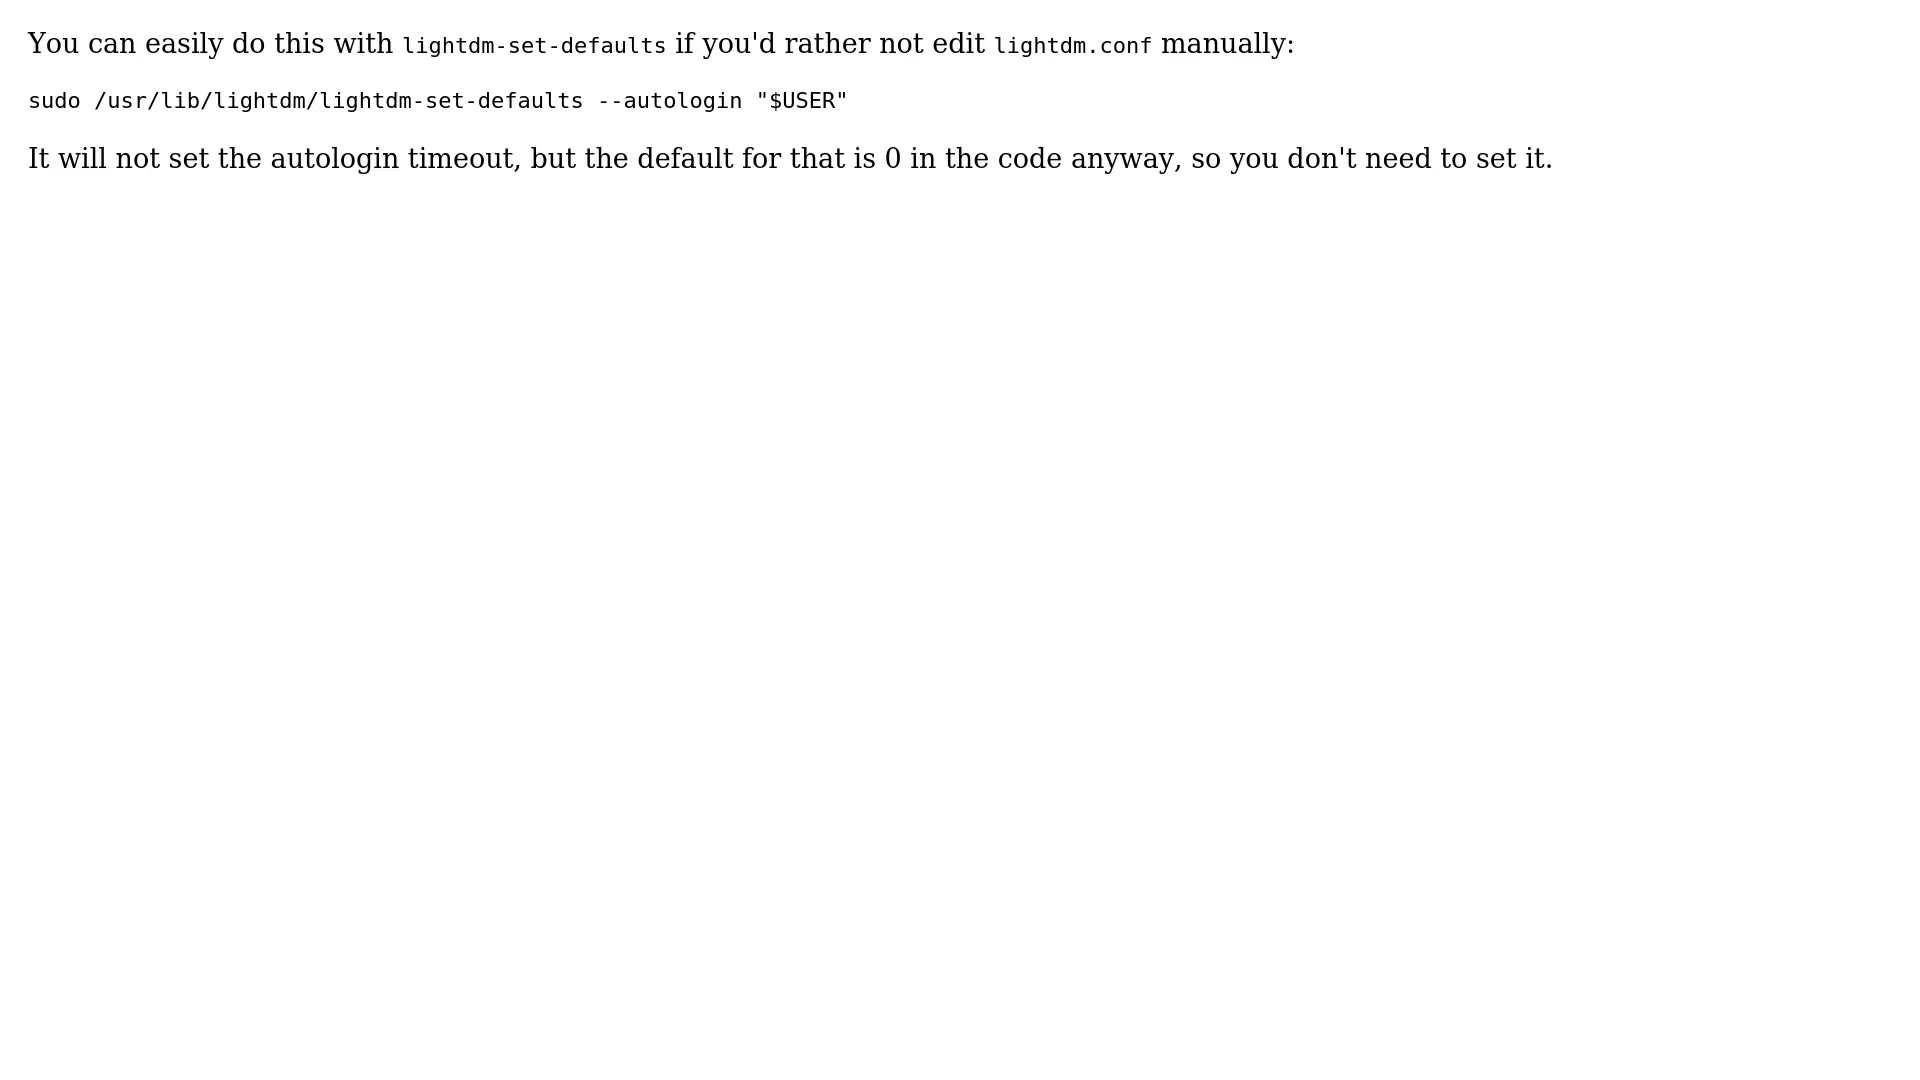 You can easily do this with lightdm-set-defaults if you'd rather not edit lightdm.conf manually:
sudo /usr/lib/lightdm/lightdm-set-defaults --autologin "$USER"
It will not set the autologin timeout, but the default for that is 0 in the code anyway, so you don't need to set it.